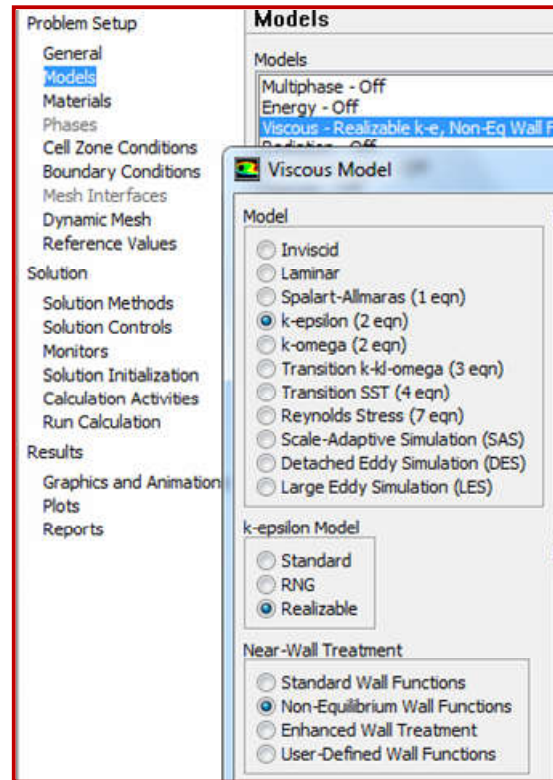 Problem Setup
General
Models
Materials
Phases
Cell Zone Conditions
Boundary Conditions
Mesh Interfaces
Dynamic Mesh
Reference Values
Solution
Solution Methods
Solution Controls
Monitors
Solution Initialization
Calculation Activities
Run Calculation
Results
Graphics and Animation
Plots
Reports
Models
Models
Multiphase - Off
Energy - Off
Viscous - Realizable k-e, Non-Eq Wall F
Radiation - Off
Viscous Model
Model
Inviscid
Laminar
Spalart-Allmaras (1 eqn)
k-epsilon (2 eqn)
k-omega (2 eqn)
Transition k-kl-omega (3 eqn)
Transition SST (4 eqn)
Reynolds Stress (7 eqn)
Scale-Adaptive Simulation (SAS)
Detached Eddy Simulation (DES)
Large Eddy Simulation (LES)
k-epsilon Model
Standard
RNG
Realizable
Near-Wall Treatment
Standard Wall Functions
Non-Equilibrium Wall Functions
Enhanced Wall Treatment
User-Defined Wall Functions